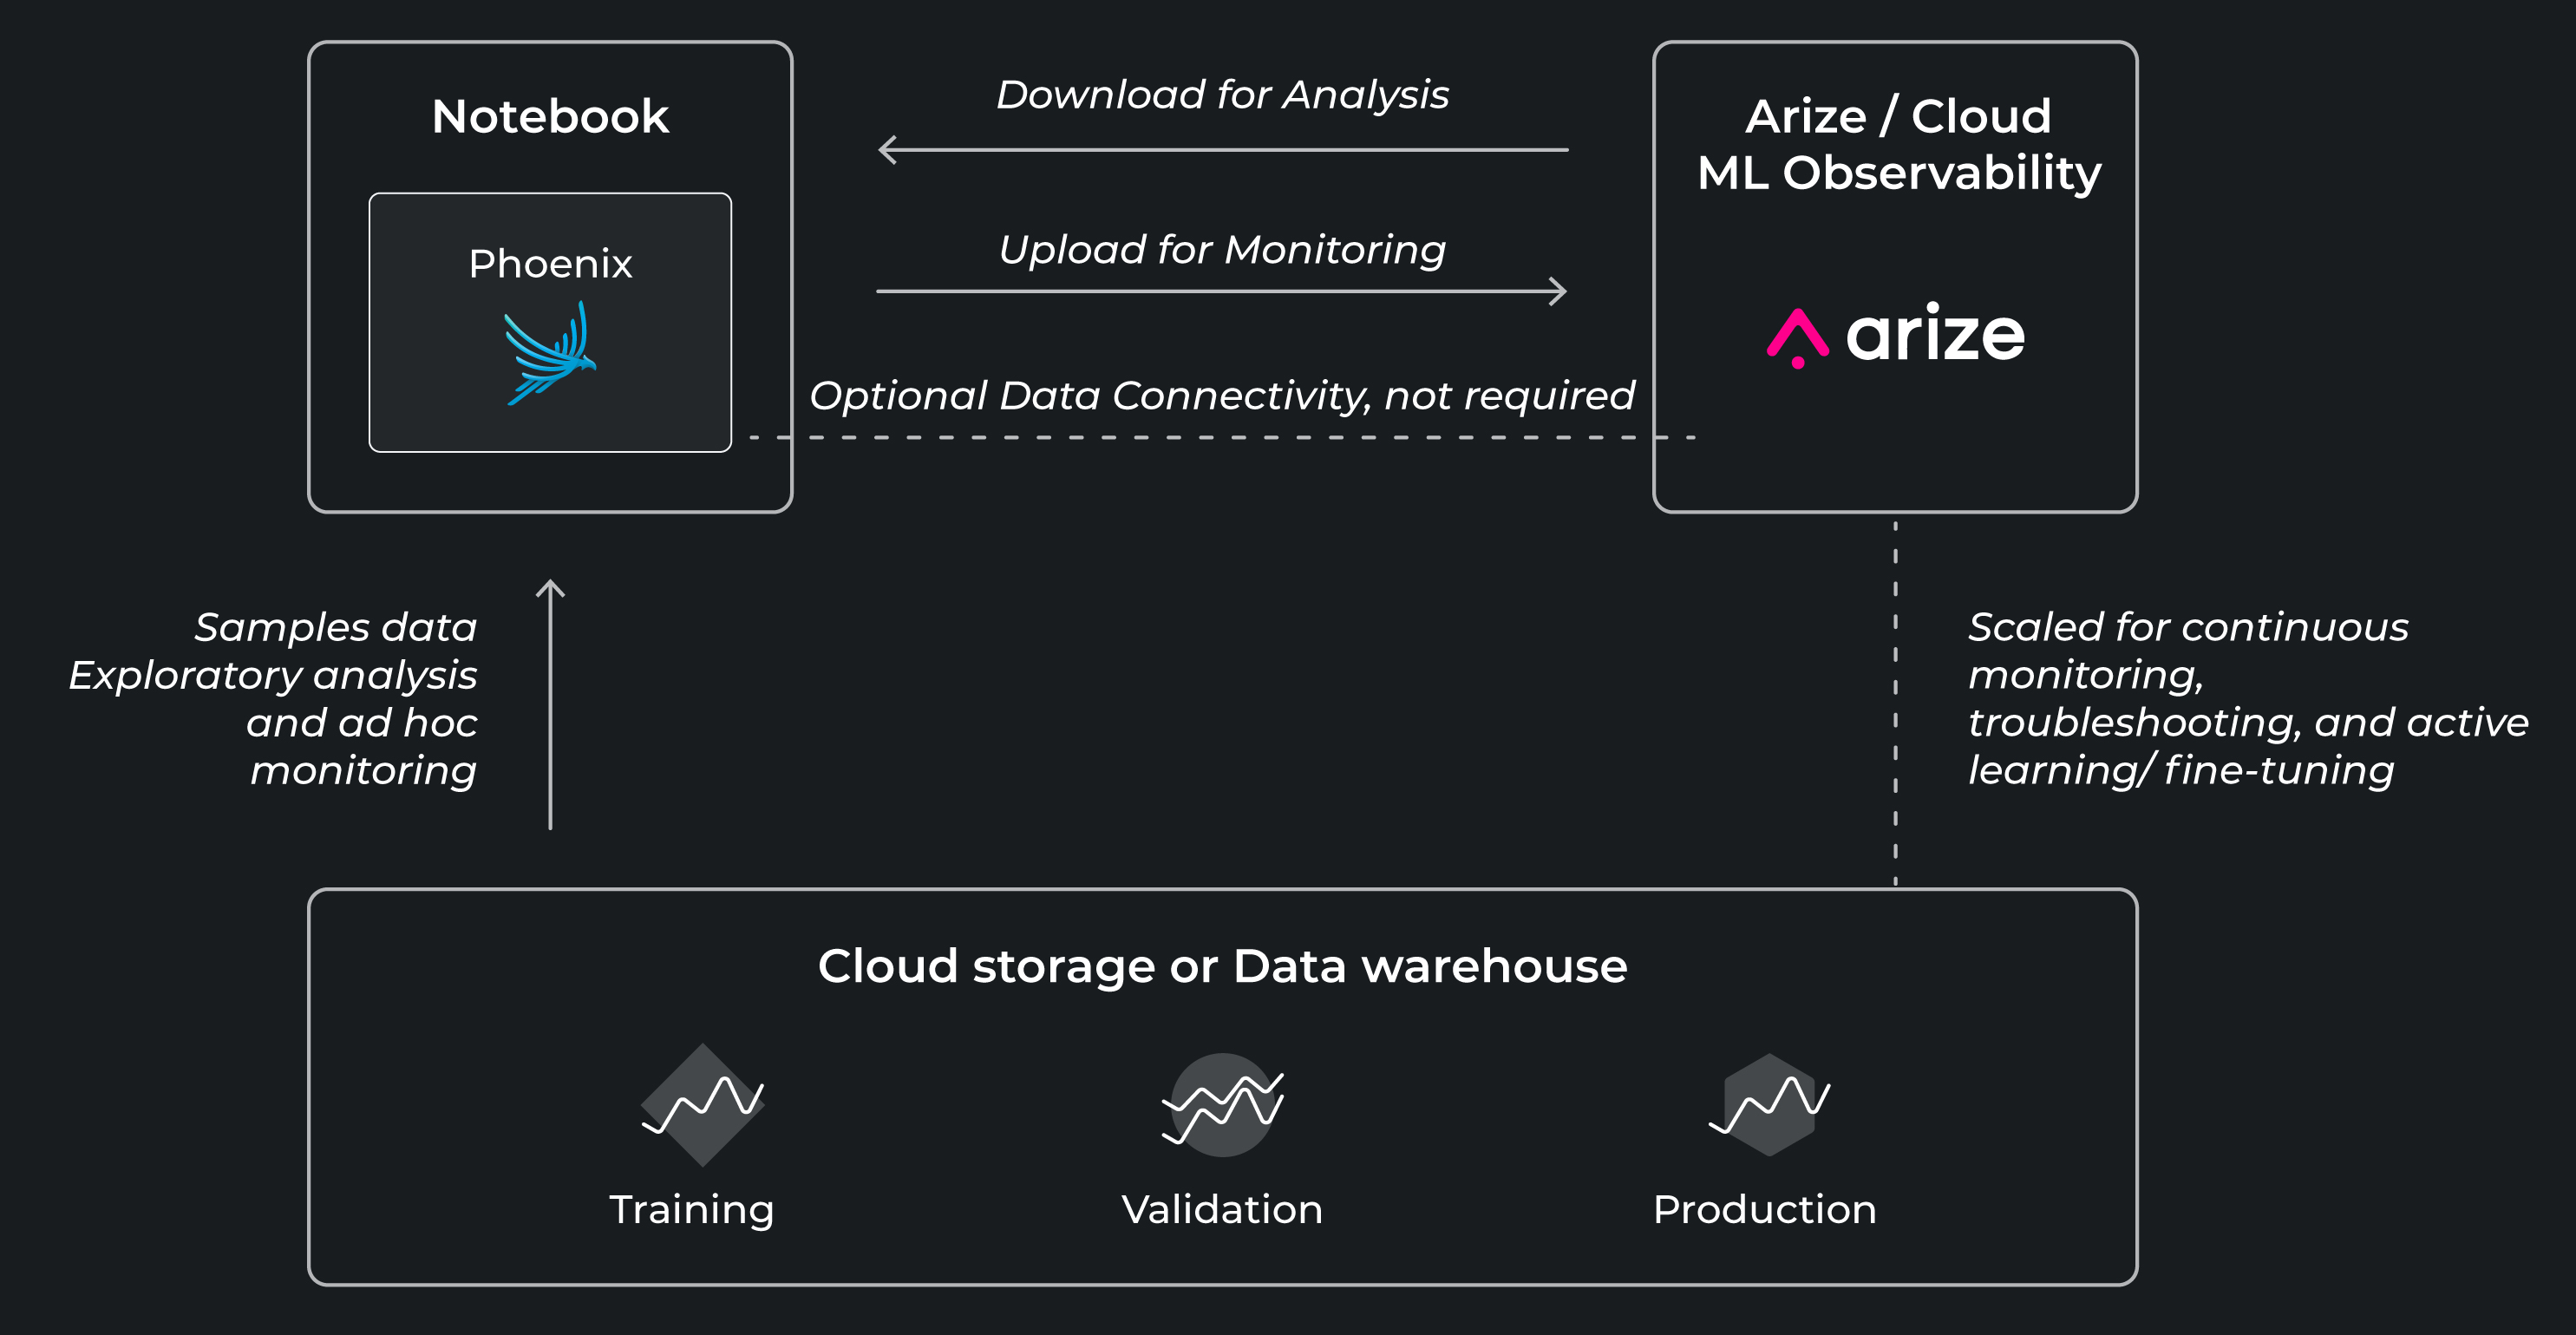 Notebook
Phoenix
Download for Analysis
Upload for Monitoring
Optional Data Connectivity, not required
Arize / Cloud
ML Observability
arize
Samples data
Exploratory analysis
and ad hoc
monitoring
Scaled for continuous
monitoring,
troubleshooting, and active
learning/ fine-tuning
Cloud storage or Data warehouse
Training
Validation
Production